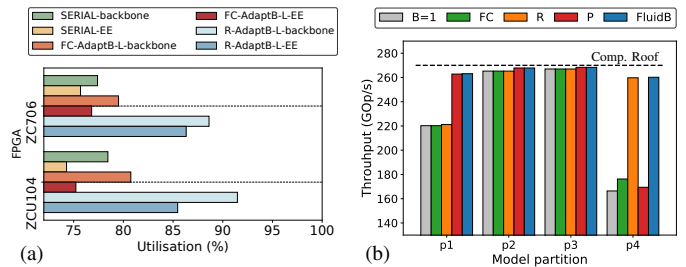 SERIAL-backbone
SERIAL-EE
FC-AdaptB-L-backbone
FC-AdaptB-L-EE
R-AdaptB-L-backbone
R-AdaptB-L-EE
FPGA
ZC706
ZCU104
75 80 85 90 95 100
Utilisation (%)
(a)
B=1 FC R P FluidB
Comp. Roof
Throuhput (GOp/s)
280
260
240
220
200
180
160
140
p1 p2 p3 p4
Model partition
(b)